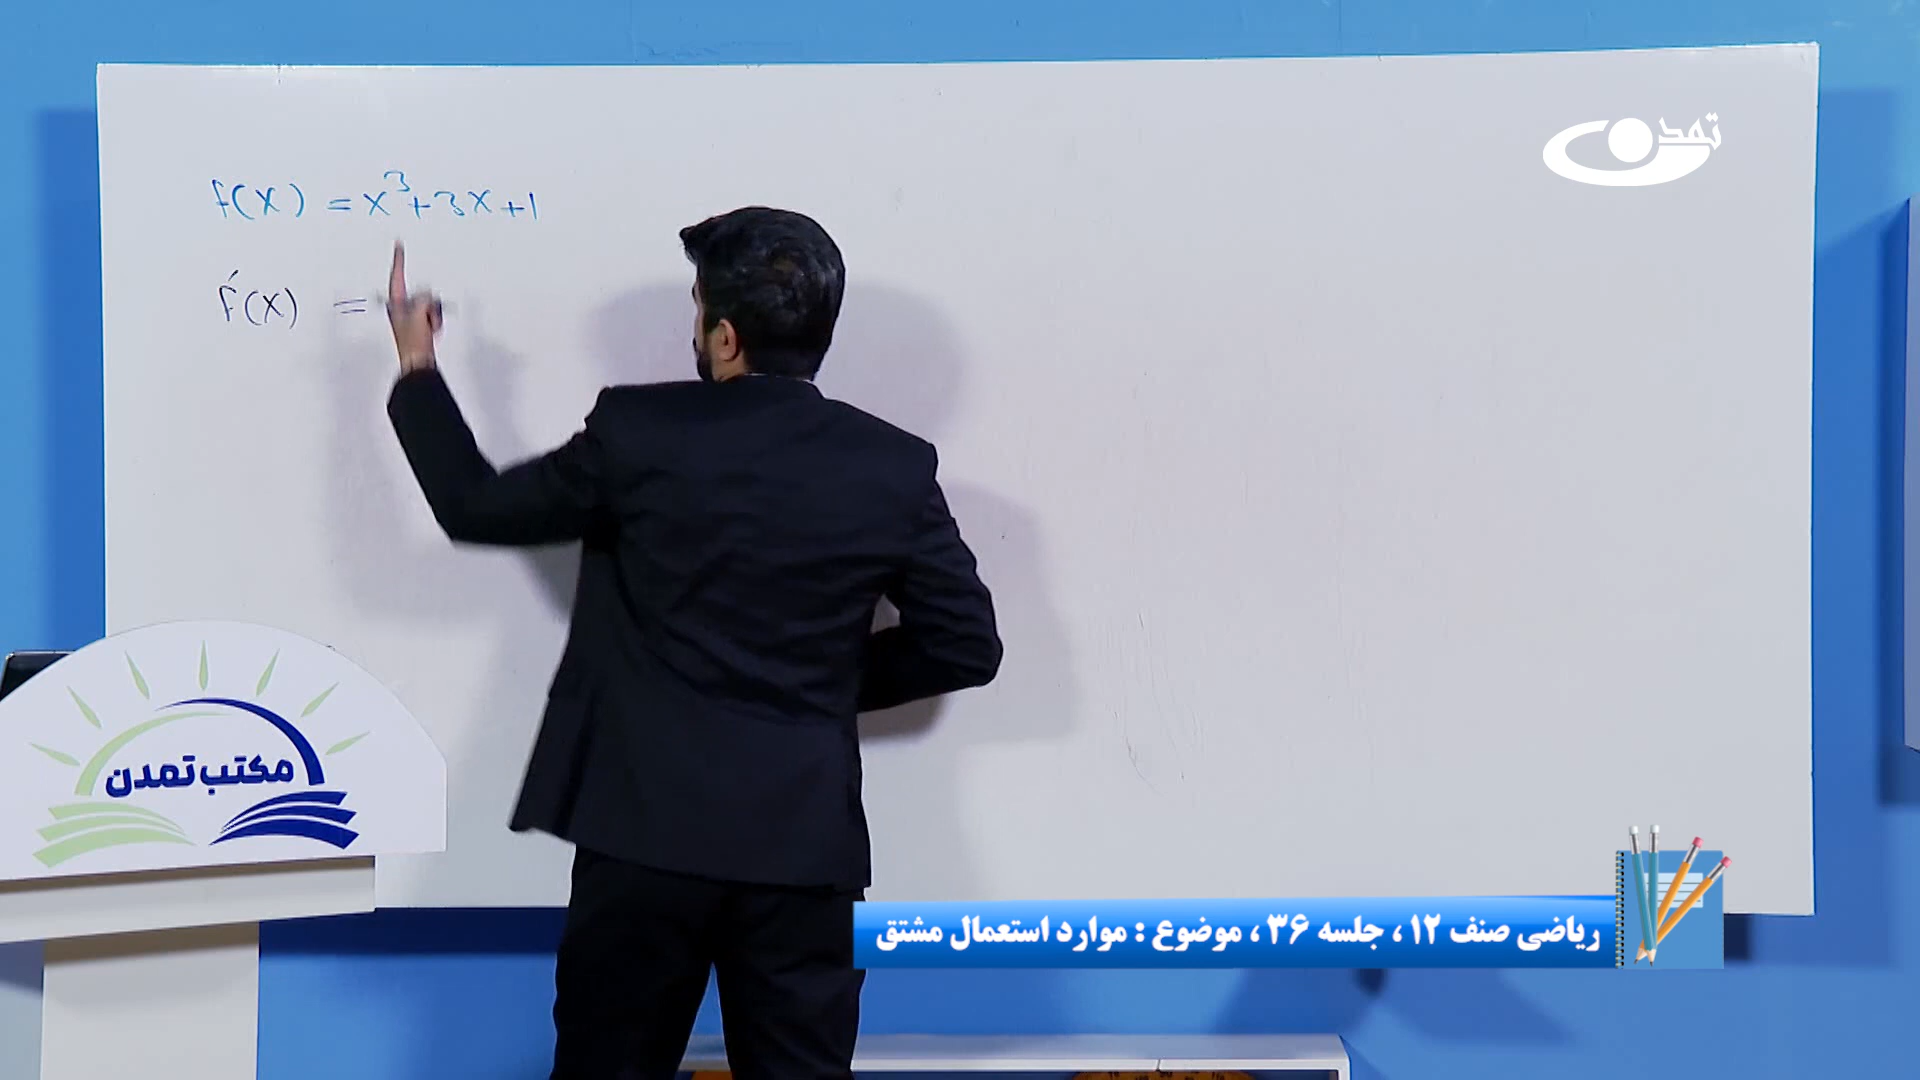 تمدن
f(x) = x³+3x+1
f́(x) =
مکتب تمدن
ریاضی صنف ۱۲ ، جلسه ۳۶ ، موضوع : موارد استعمال مشتق